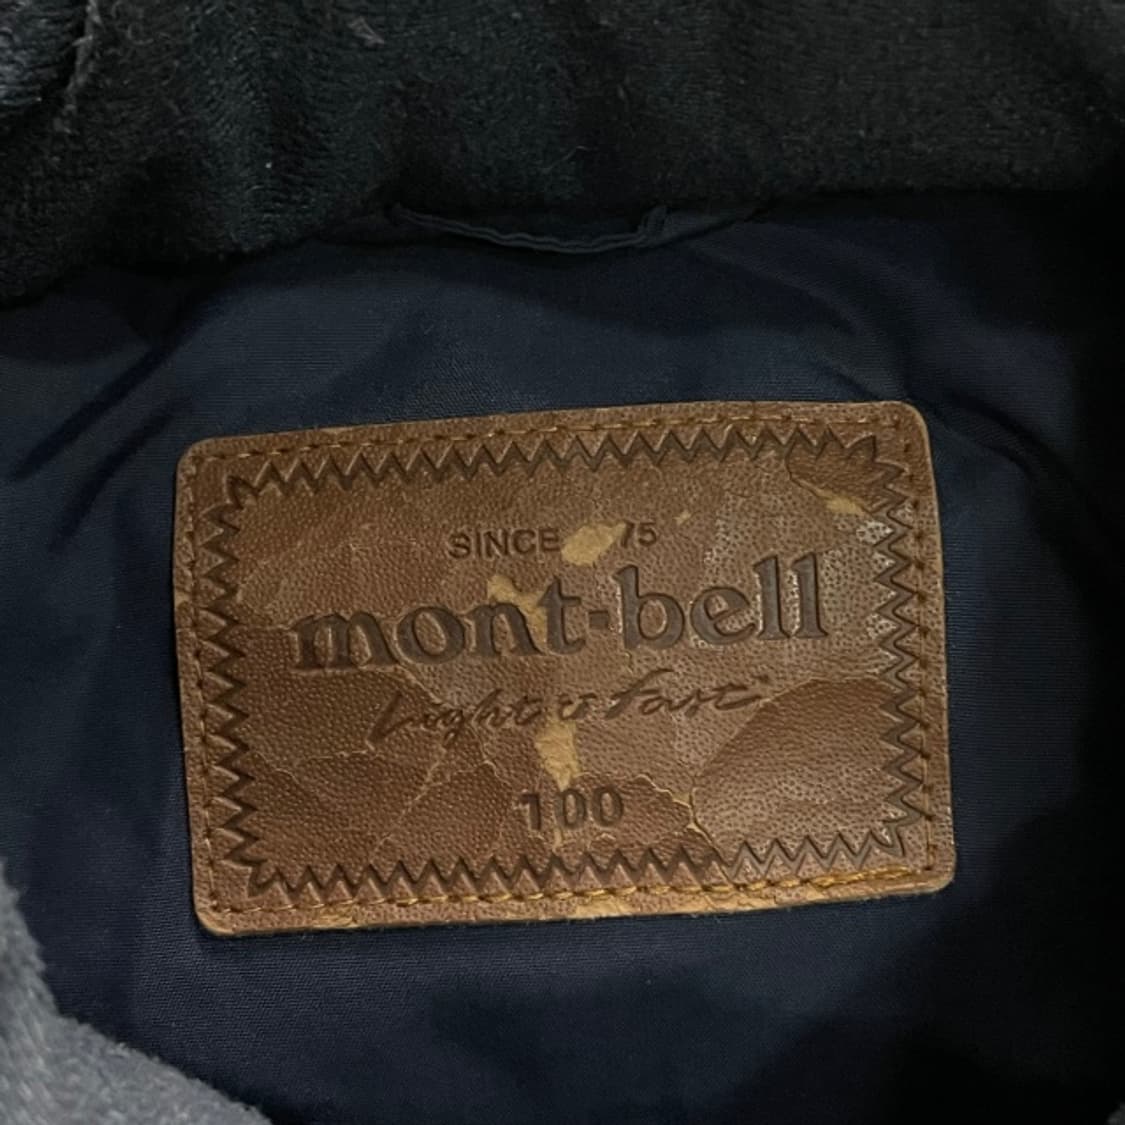 SINCE 75
mont-bell
Light & Fast
100